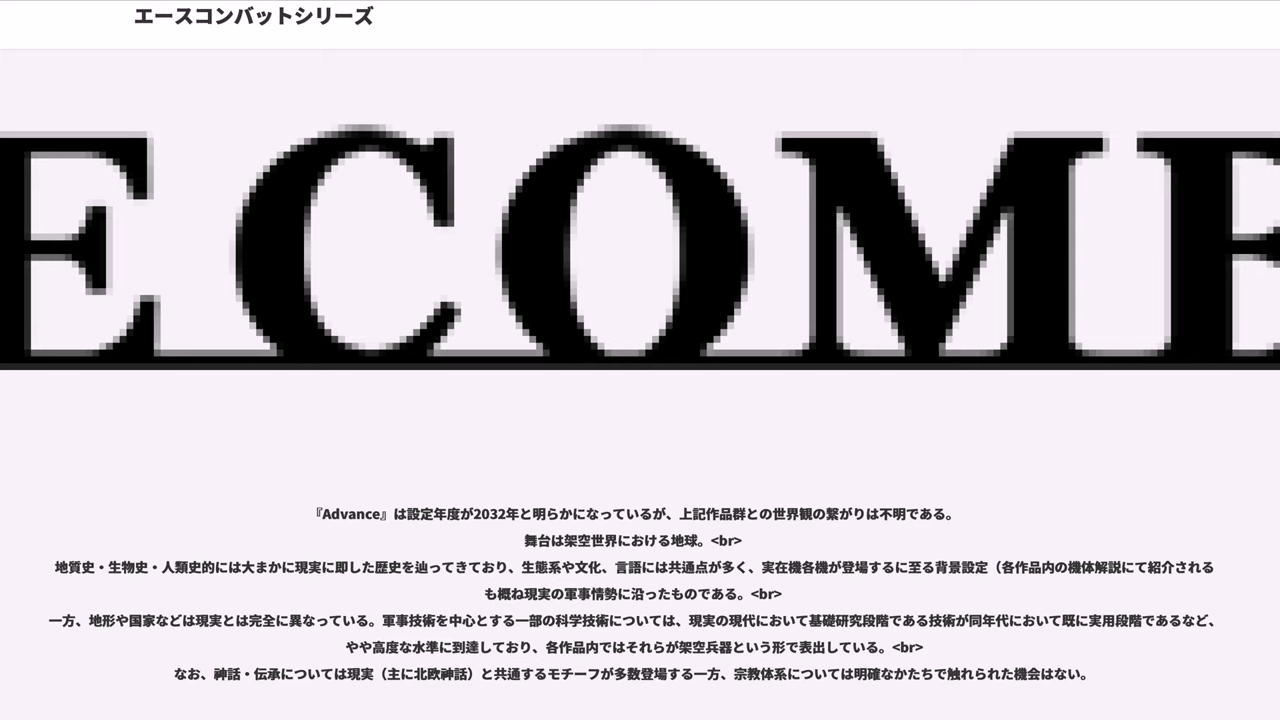 エースコンバットシリーズ
E COM
『Advance』は設定年度が2032年と明らかになっているが、上記作品群との世界観の繋がりは不明である。
舞台は架空世界における地球。<br>
地質史・生物史・人類史的には大まかに現実に即した歴史を辿ってきており、生態系や文化、言語には共通点が多く、実在機各機が登場するに至る背景設定（各作品内の機体解説にて紹介される
も概ね現実の軍事情勢に沿ったものである。<br>
一方、地形や国家などは現実とは完全に異なっている。軍事技術を中心とする一部の科学技術については、現実の現代において基礎研究段階である技術が同年代において既に実用段階であるなど、
やや高度な水準に到達しており、各作品内ではそれらが架空兵器という形で表出している。<br>
なお、神話・伝承については現実（主に北欧神話）と共通するモチーフが多数登場する一方、宗教体系については明確なかたちで触れられた機会はない。